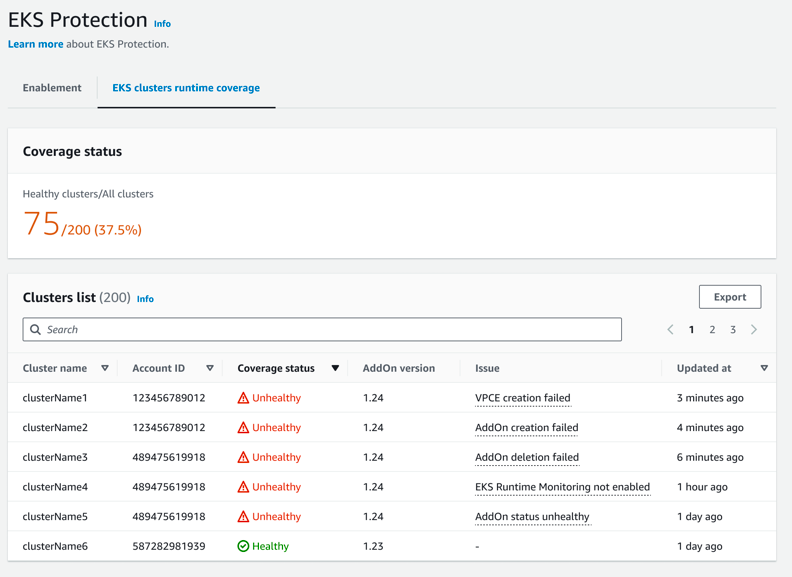 EKS Protection Info
Learn more about EKS Protection.
Enablement EKS clusters runtime coverage
Coverage status
Healthy clusters/All clusters
75/200 (37.5%)
Clusters list (200) Info Export
Search 1 2 3
Cluster name Account ID Coverage status AddOn version Issue Updated at
clusterName1 123456789012 Unhealthy 1.24 VPCE creation failed 3 minutes ago
clusterName2 123456789012 Unhealthy 1.24 AddOn creation failed 4 minutes ago
clusterName3 489475619918 Unhealthy 1.24 AddOn deletion failed 6 minutes ago
clusterName4 489475619918 Unhealthy 1.24 EKS Runtime Monitoring not enabled 1 hour ago
clusterName5 489475619918 Unhealthy 1.24 AddOn status unhealthy 1 day ago
clusterName6 587282981939 Healthy 1.23 - 1 day ago